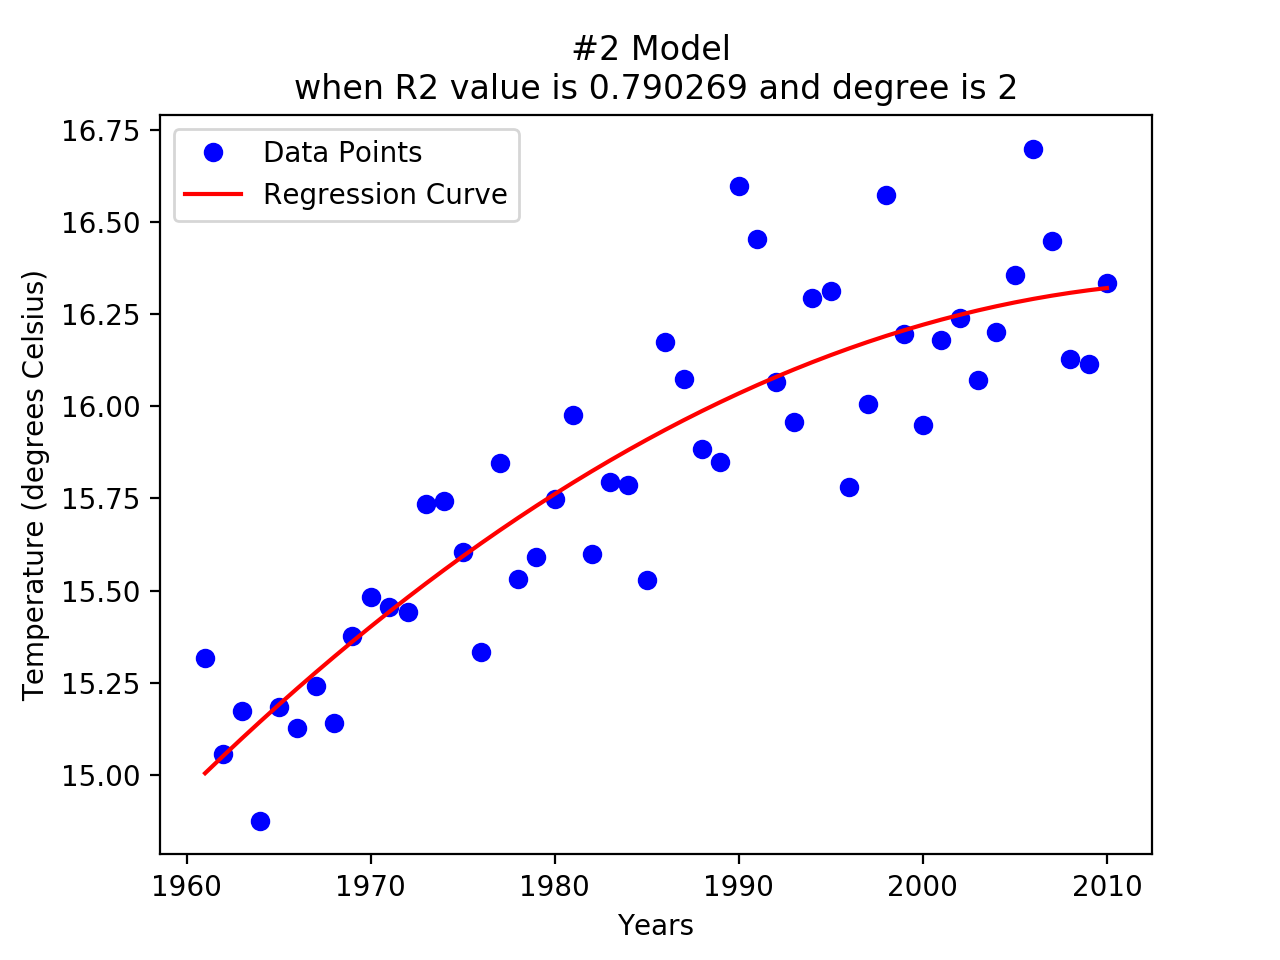 #2 Model
when R2 value is 0.790269 and degree is 2
Data Points
Regression Curve
16.75
16.50
16.25
16.00
15.75
15.50
15.25
15.00
Temperature (degrees Celsius)
1960 1970 1980 1990 2000 2010
Years